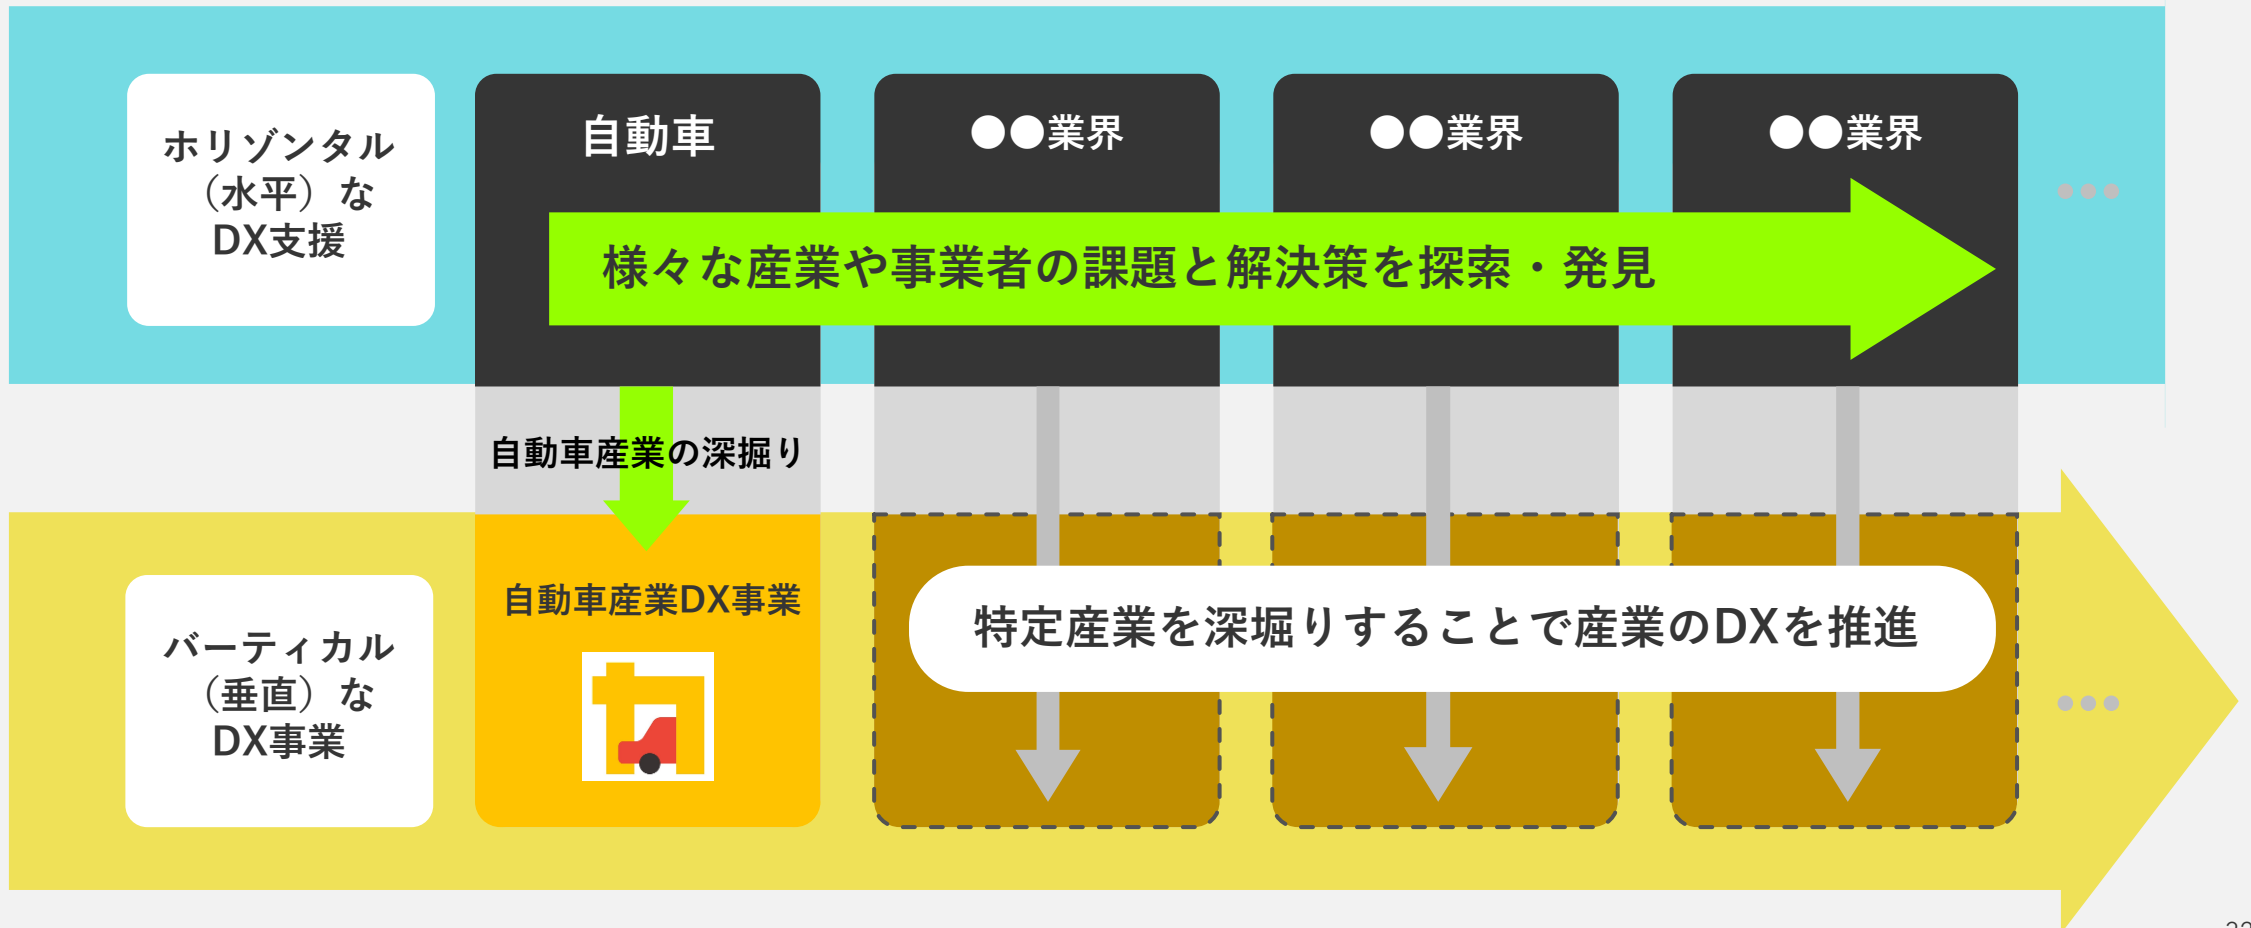 ホリゾンタル
（水平）な
DX支援
自動車
●●業界
●●業界
●●業界
様々な産業や事業者の課題と解決策を探索・発見
自動車産業の深掘り
バーティカル
（垂直）な
DX事業
自動車産業DX事業
特定産業を深堀りすることで産業のDXを推進